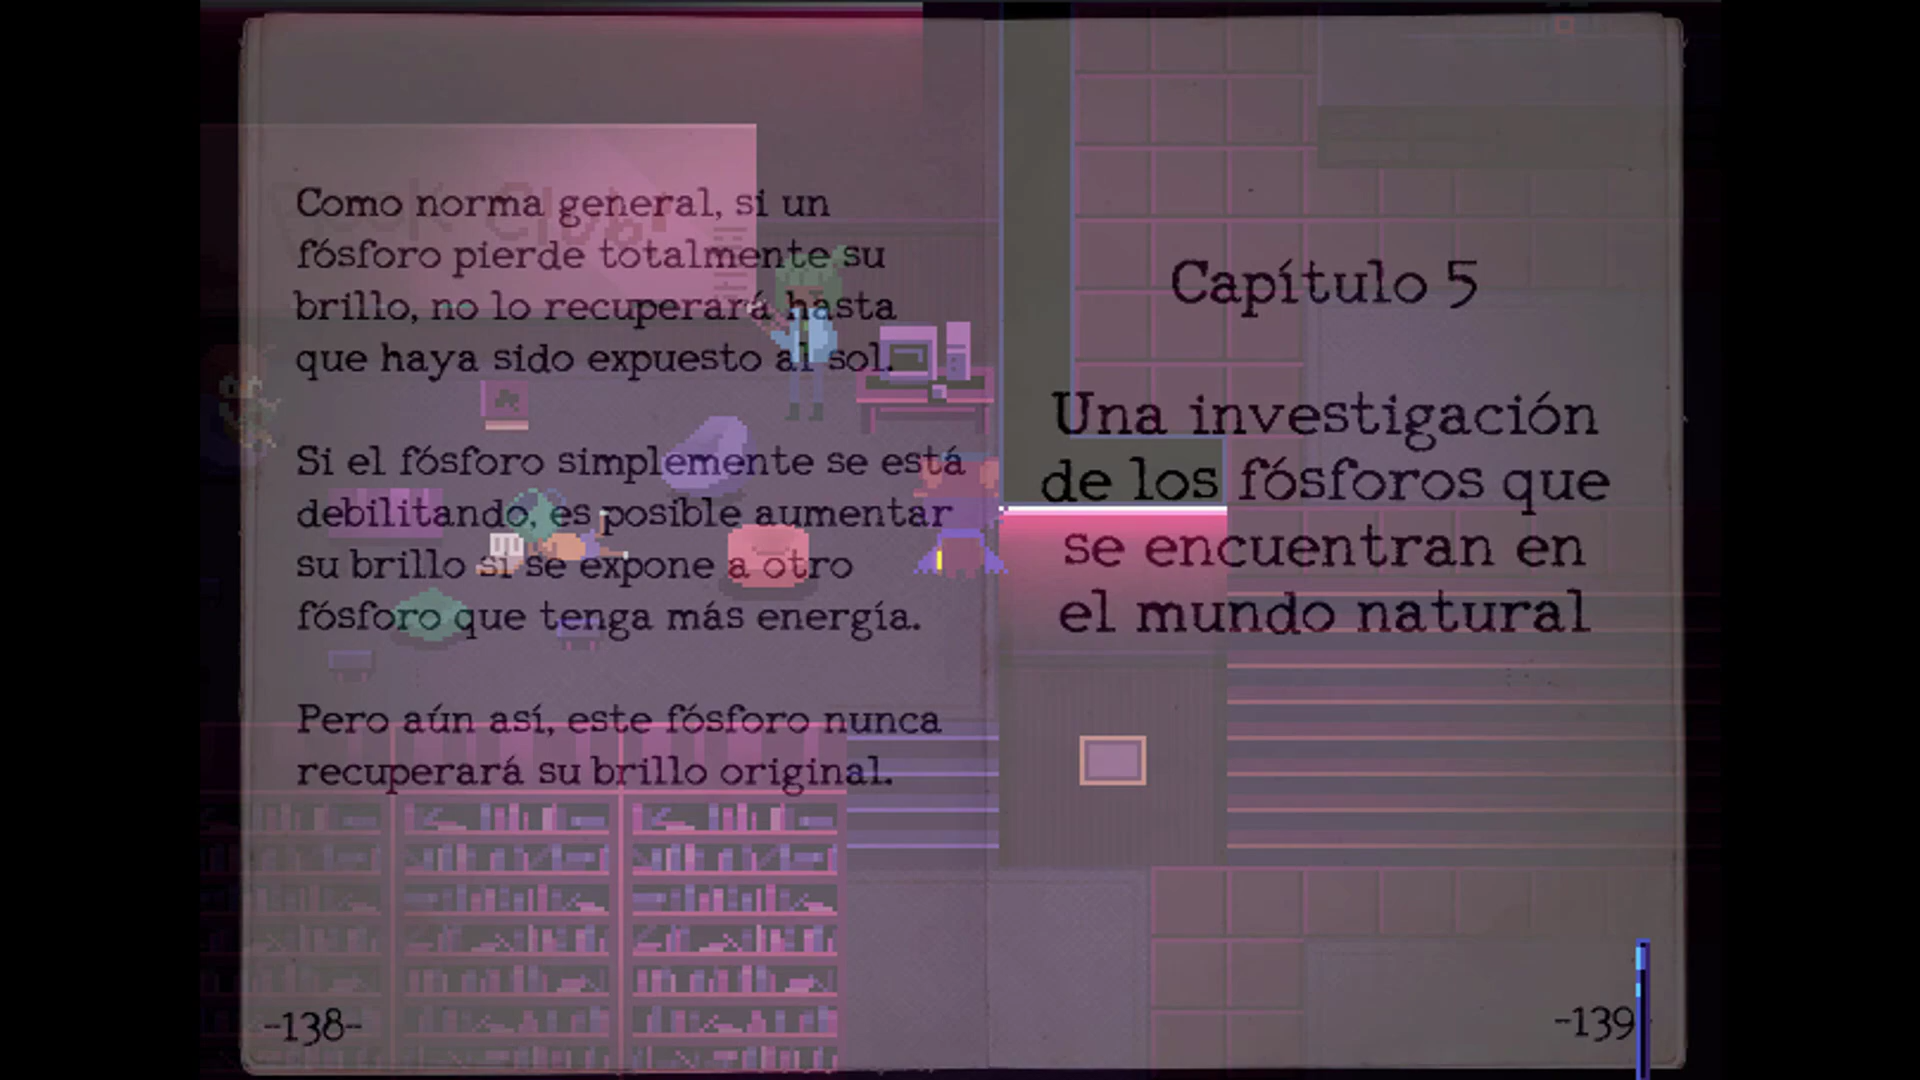 Como norma general, si un
fósforo pierde totalmente su
brillo, no lo recuperará hasta
que haya sido expuesto al sol.
Si el fósforo simplemente se está
debilitando, es posible aumentar
su brillo si se expone a otro
fósforo que tenga más energía.
Pero aún así, este fósforo nunca
recuperará su brillo original.
-138-
Capítulo 5
Una investigación
de los fósforos que
se encuentran en
el mundo natural
-139